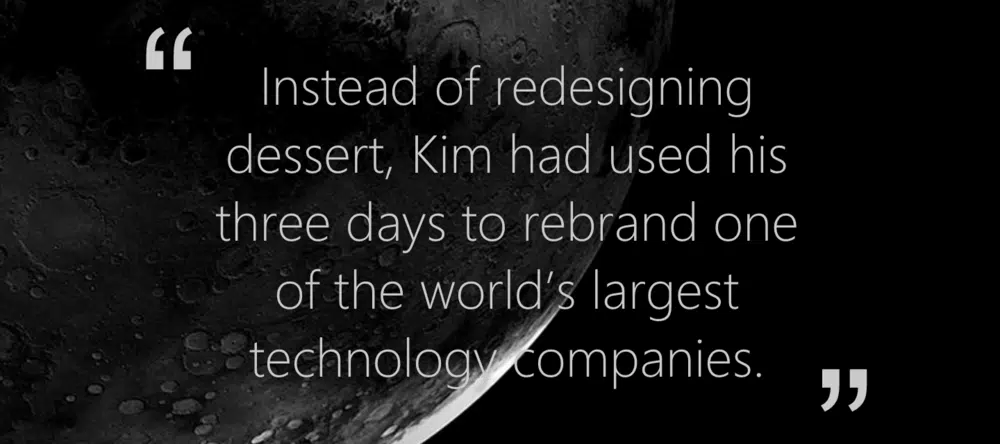 “
Instead of redesigning
dessert, Kim had used his
three days to rebrand one
of the world’s largest
technology companies.
”